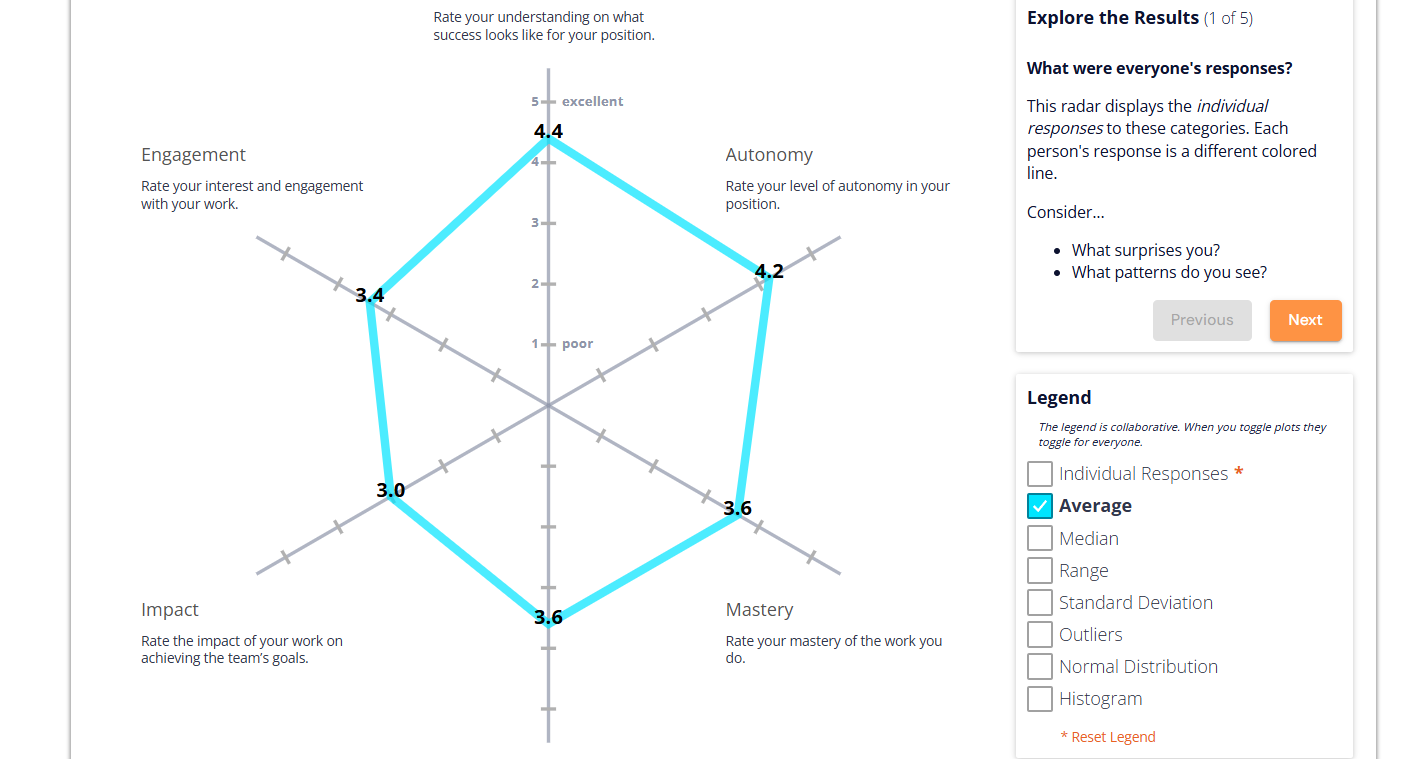 Rate your understanding on what
success looks like for your position.
5
excellent
4.4
4
3
2
1
poor
Engagement
Rate your interest and engagement
with your work.
Autonomy
Rate your level of autonomy in your
position.
4.2
3.4
3.0
3.6
3.6
Impact
Rate the impact of your work on
achieving the team’s goals.
Mastery
Rate your mastery of the work you
do.
Explore the Results (1 of 5)
What were everyone's responses?
This radar displays the individual
responses to these categories. Each
person's response is a different colored
line.
Consider...
• What surprises you?
• What patterns do you see?
Previous
Next
Legend
The legend is collaborative. When you toggle plots they
toggle for everyone.
Individual Responses *
Average
Median
Range
Standard Deviation
Outliers
Normal Distribution
Histogram
* Reset Legend